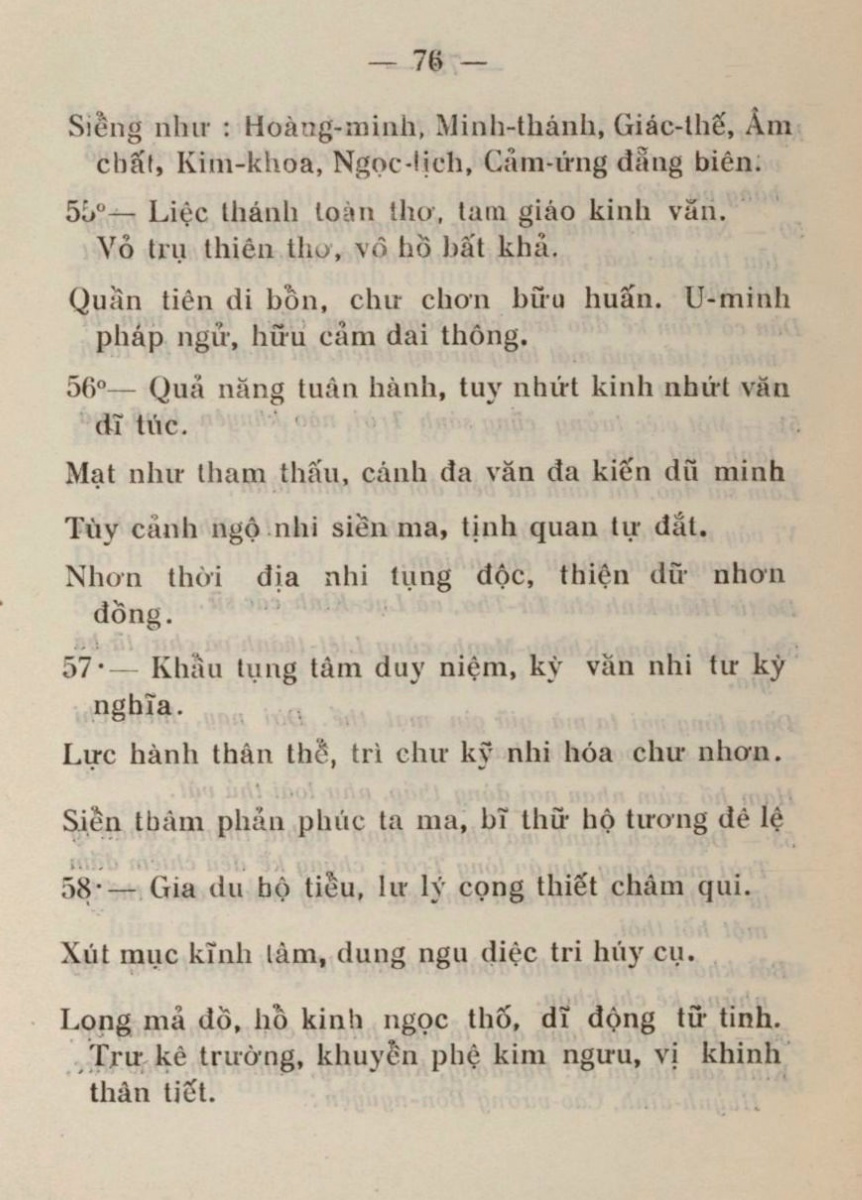 — 76 —
Siềng như : Hoàng-minh, Minh-thánh, Giác-thế, Âm
chất, Kim-khoa, Ngọc-lịch, Cảm-ứng đẵng biên.
55º— Liệc thánh toàn thơ, tam giáo kinh văn.
Vỏ trụ thiên thơ, vô hồ bất khả.
Quần tiên di bồn, chư chơn bữu huấn. U-minh
pháp ngử, hữu cảm dai thông.
56º— Quả năng tuân hành, tuy nhứt kinh nhứt văn
dĩ túc.
Mạt như tham thấu, cánh đa văn đa kiến dũ minh
Tùy cảnh ngộ nhi siền ma, tịnh quan tự đắt.
Nhơn thời địa nhi tụng độc, thiện dữ nhơn
đồng.
57·— Khẩu tụng tâm duy niệm, kỳ văn nhi tư kỳ
nghĩa.
Lực hành thân thể, trì chư kỹ nhi hóa chư nhơn.
Siền thâm phản phúc ta ma, bĩ thữ hộ tương đê lệ
58·— Gia du hộ tiểu, lư lý cọng thiết châm qui.
Xút mục kĩnh tâm, dung ngu diệc tri húy cụ.
Long mả đồ, hồ kinh ngọc thố, dĩ động tữ tinh.
Trư kê trường, khuyển phệ kim ngưu, vị khinh
thân tiết.